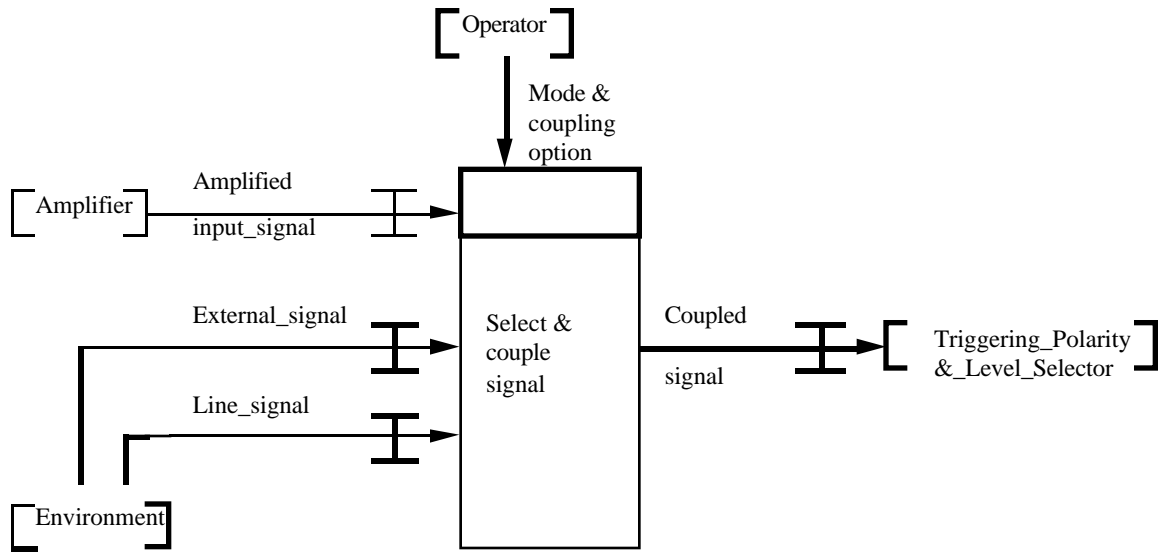 Operator
Mode &
coupling
option
Amplified
Amplifier
input_signal
External_signal
Select &
couple
signal
Coupled
signal
Triggering_Polarity
&_Level_Selector
Line_signal
Environment